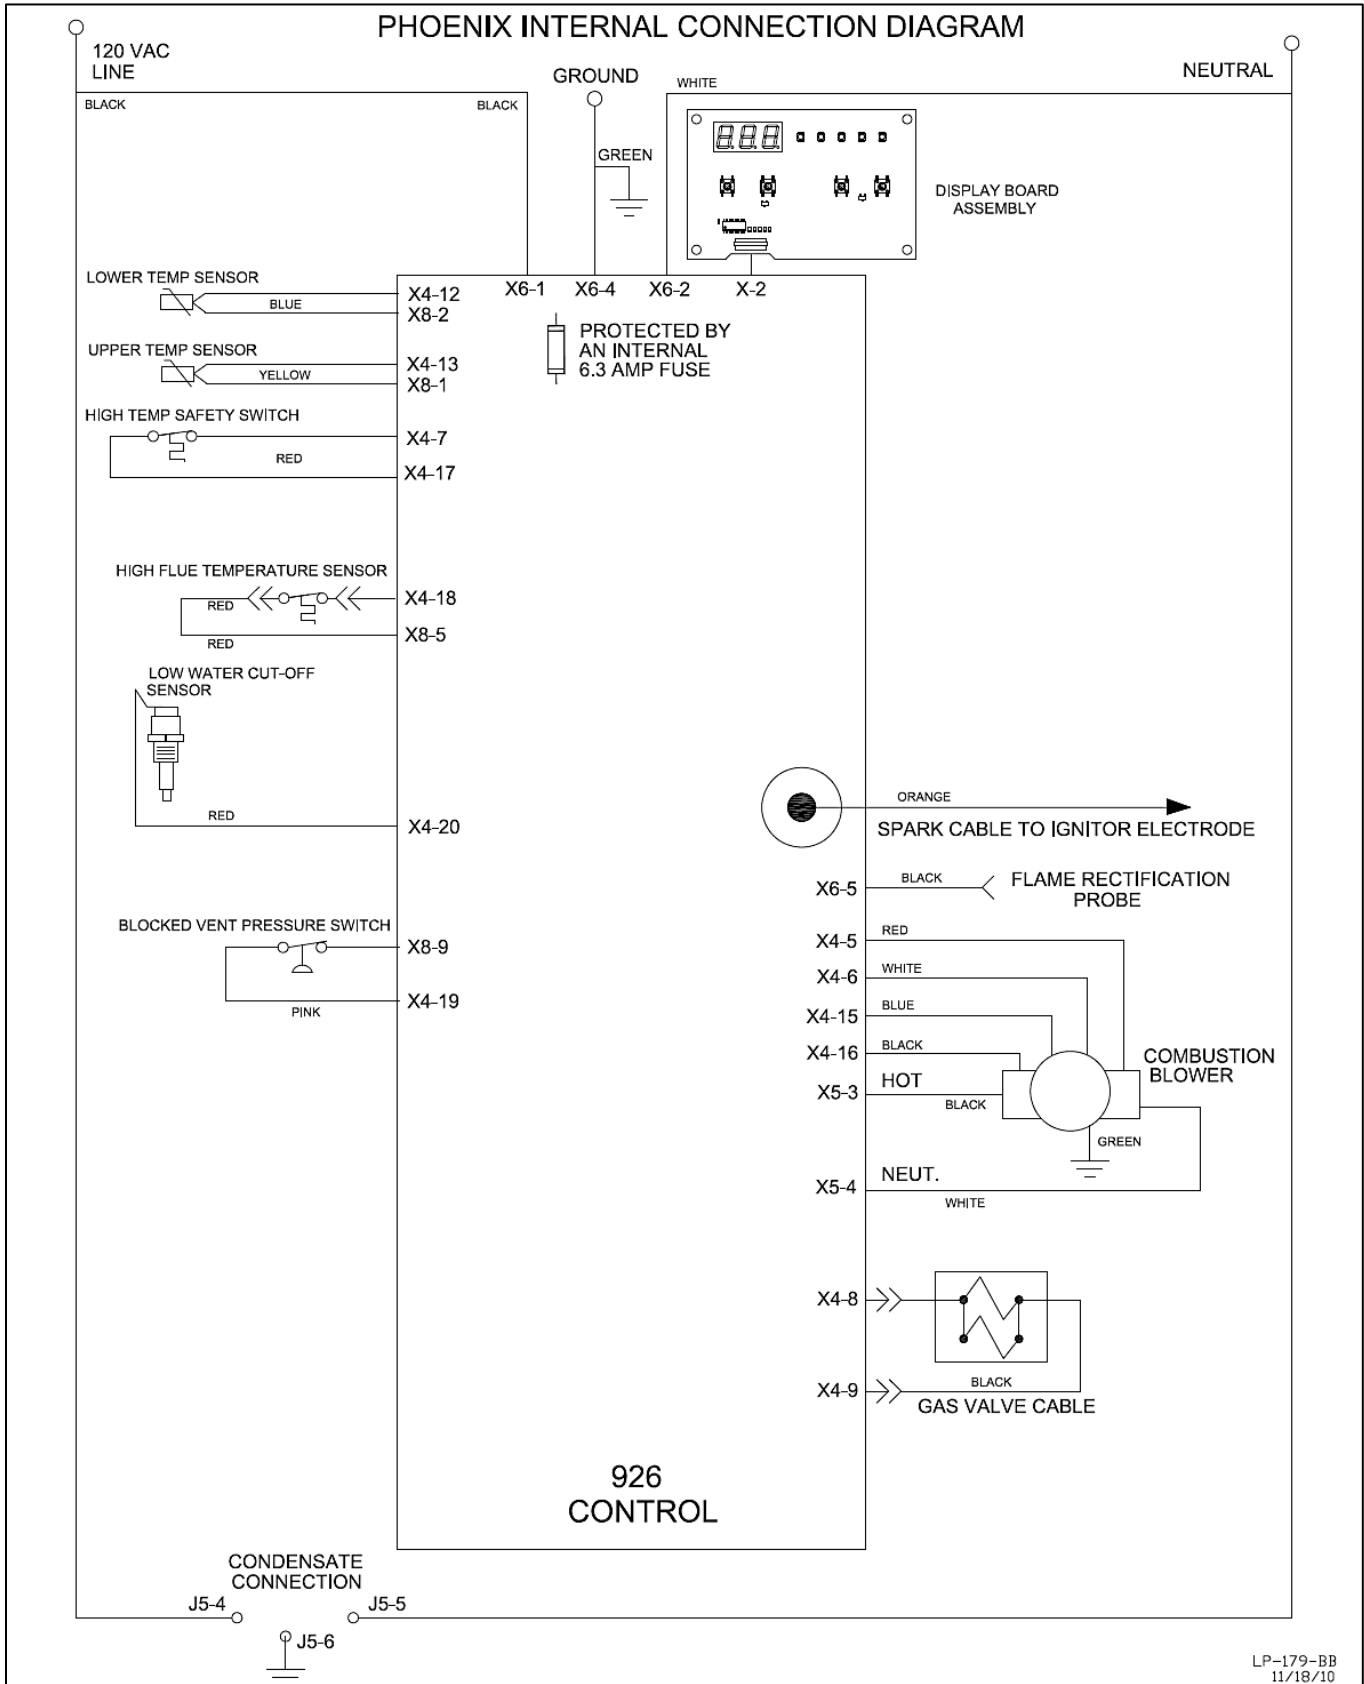 PHOENIX INTERNAL CONNECTION DIAGRAM
120 VAC
LINE
NEUTRAL
GROUND
WHITE
BLACK
BLACK
GREEN
888
DISPLAY BOARD
ASSEMBLY
LOWER TEMP SENSOR
BLUE
X4-12
X8-2
X6-1
X6-4
X6-2
X-2
PROTECTED BY
AN INTERNAL
6.3 AMP FUSE
UPPER TEMP SENSOR
YELLOW
X4-13
X8-1
HIGH TEMP SAFETY SWITCH
RED
X4-7
X4-17
HIGH FLUE TEMPERATURE SENSOR
RED
X4-18
RED
X8-5
LOW WATER CUT-OFF
SENSOR
RED
X4-20
ORANGE
SPARK CABLE TO IGNITOR ELECTRODE
X6-5
BLACK
FLAME RECTIFICATION
PROBE
BLOCKED VENT PRESSURE SWITCH
X8-9
PINK
X4-19
X4-5
RED
X4-6
WHITE
X4-15
BLUE
X4-16
BLACK
X5-3
HOT
BLACK
COMBUSTION
BLOWER
GREEN
X5-4
NEUT.
WHITE
X4-8
X4-9
BLACK
GAS VALVE CABLE
926
CONTROL
CONDENSATE
CONNECTION
J5-4
J5-5
J5-6
LP-179-BB
11/18/10